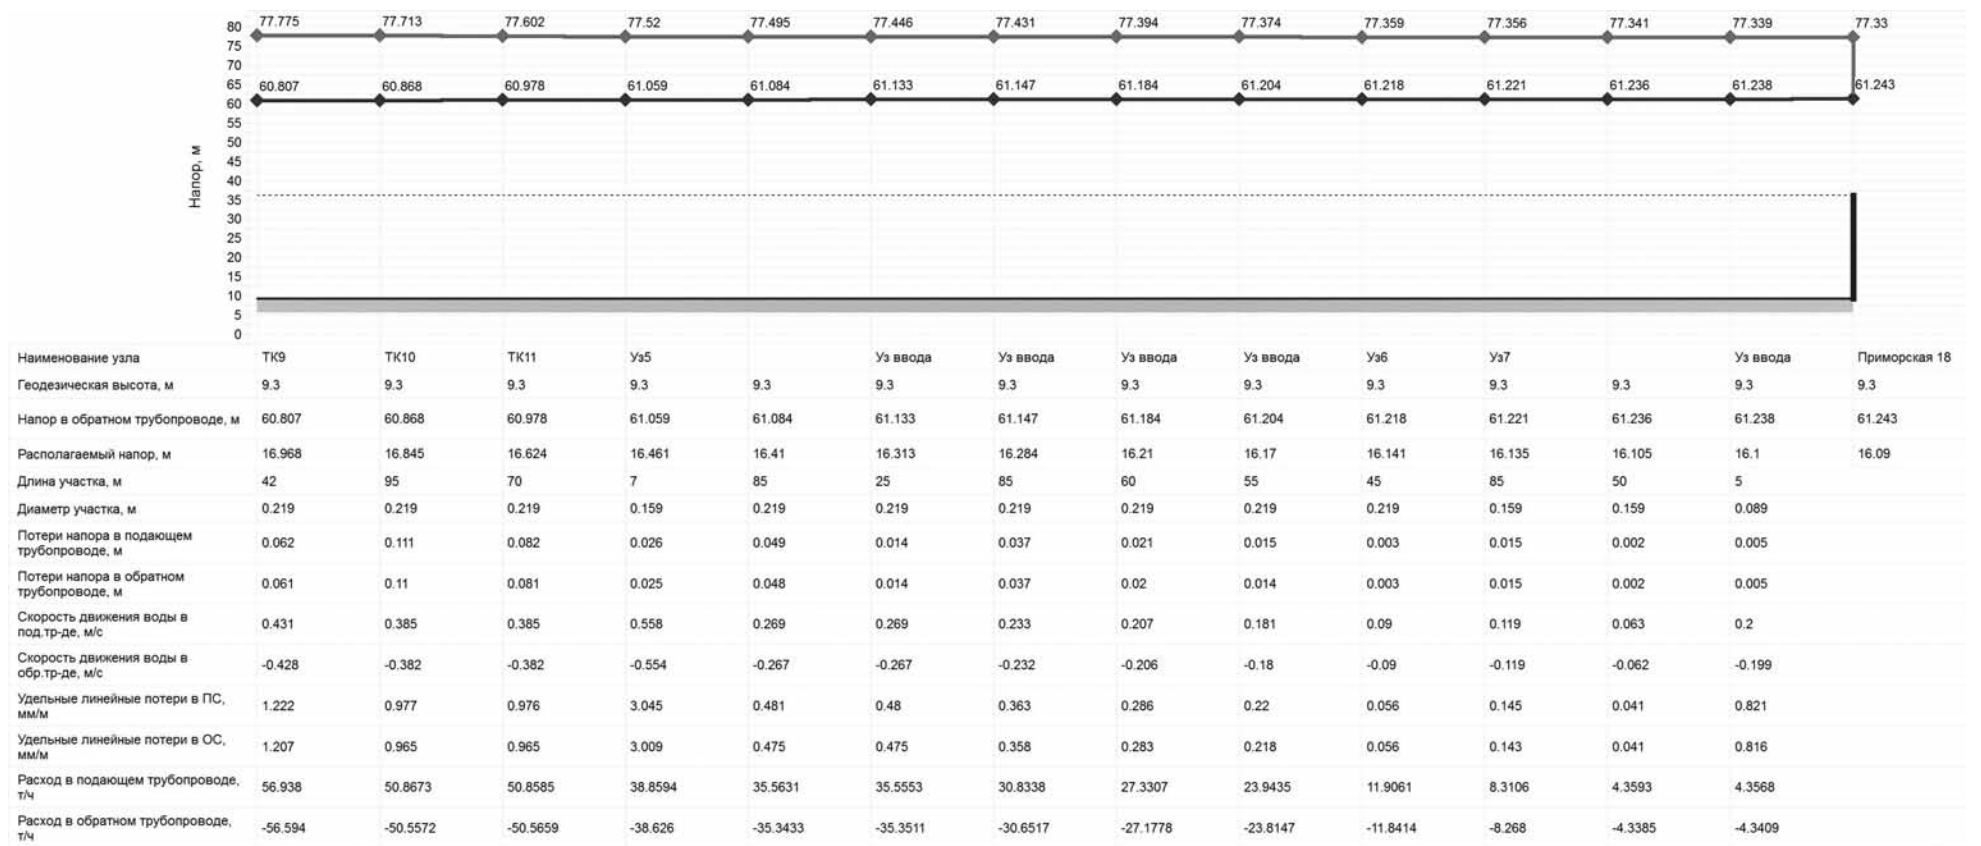 77.775 77.713 77.602 77.52 77.495 77.446 77.431 77.394 77.374 77.359 77.356 77.341 77.339 77.33
80
75
70
65
60.807 60.868 60.978 61.059 61.084 61.133 61.147 61.184 61.204 61.218 61.221 61.236 61.238 61.243
60
55
50
45
40
35
30
25
20
15
10
5
0
Напор, м
Наименование узла ТК9 ТК10 ТК11 Уз5 Уз ввода Уз ввода Уз ввода Уз ввода Уз6 Уз7 Уз ввода Приморская 18
Геодезическая высота, м 9.3 9.3 9.3 9.3 9.3 9.3 9.3 9.3 9.3 9.3 9.3 9.3 9.3 9.3
Напор в обратном трубопроводе, м 60.807 60.868 60.978 61.059 61.084 61.133 61.147 61.184 61.204 61.218 61.221 61.236 61.238 61.243
Располагаемый напор, м 16.968 16.845 16.624 16.461 16.41 16.313 16.284 16.21 16.17 16.141 16.135 16.105 16.1 16.09
Длина участка, м 42 95 70 7 85 25 85 60 55 45 85 50 5
Диаметр участка, м 0.219 0.219 0.219 0.159 0.219 0.219 0.219 0.219 0.219 0.219 0.159 0.159 0.089
Потери напора в подающем
трубопроводе, м 0.062 0.111 0.082 0.026 0.049 0.014 0.037 0.021 0.015 0.003 0.015 0.002 0.005
Потери напора в обратном
трубопроводе, м 0.061 0.11 0.081 0.025 0.048 0.014 0.037 0.02 0.014 0.003 0.015 0.002 0.005
Скорость движения воды в
под.тр-де, м/с 0.431 0.385 0.385 0.558 0.269 0.269 0.233 0.207 0.181 0.09 0.119 0.063 0.2
Скорость движения воды в
обр.тр-де, м/с -0.428 -0.382 -0.382 -0.554 -0.267 -0.267 -0.232 -0.206 -0.18 -0.09 -0.119 -0.062 -0.199
Удельные линейные потери в ПС,
мм/м 1.222 0.977 0.976 3.045 0.481 0.48 0.363 0.286 0.22 0.056 0.145 0.041 0.821
Удельные линейные потери в ОС,
мм/м 1.207 0.965 0.965 3.009 0.475 0.475 0.358 0.283 0.218 0.056 0.143 0.041 0.816
Расход в подающем трубопроводе,
т/ч 56.938 50.8673 50.8585 38.8594 35.5631 35.5553 30.8338 27.3307 23.9435 11.9061 8.3106 4.3593 4.3568
Расход в обратном трубопроводе,
т/ч -56.594 -50.5572 -50.5659 -38.626 -35.3433 -35.3511 -30.6517 -27.1778 -23.8147 -11.8414 -8.268 -4.3385 -4.3409